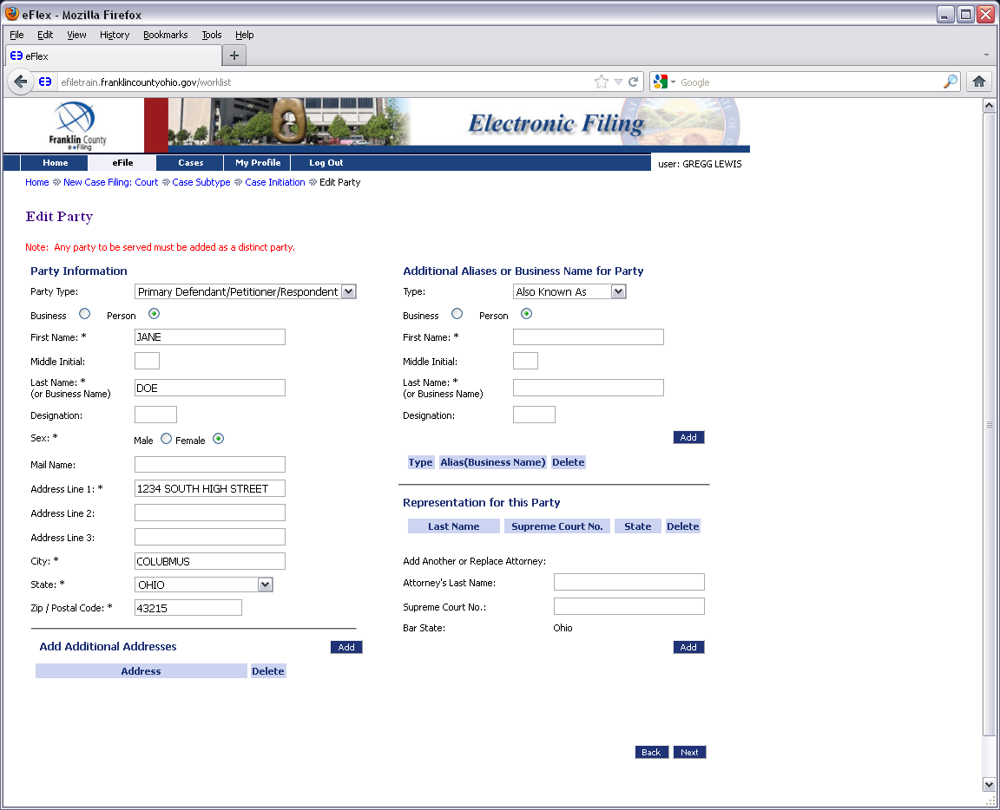 eFlex - Mozilla Firefox
File Edit View History Bookmarks Tools Help
eFlex
efiletrain.franklincountyohio.gov/worklist
Google
Franklin County
e★Filing
Electronic Filing
Home eFile Cases My Profile Log Out
user: GREGG LEWIS
Home New Case Filing: Court Case Subtype Case Initiation Edit Party
Edit Party
Note: Any party to be served must be added as a distinct party.
Party Information
Party Type: Primary Defendant/Petitioner/Respondent
Business Person
First Name: * JANE
Middle Initial:
Last Name: * DOE
(or Business Name)
Designation:
Sex: * Male Female
Mail Name:
Address Line 1: * 1234 SOUTH HIGH STREET
Address Line 2:
Address Line 3:
City: * COLUBMUS
State: * OHIO
Zip / Postal Code: * 43215
Add Additional Addresses Add
Address Delete
Additional Aliases or Business Name for Party
Type: Also Known As
Business Person
First Name: *
Middle Initial:
Last Name: *
(or Business Name)
Designation:
Add
Type Alias(Business Name) Delete
Representation for this Party
Last Name Supreme Court No. State Delete
Add Another or Replace Attorney:
Attorney's Last Name:
Supreme Court No.:
Bar State: Ohio
Add
Back Next